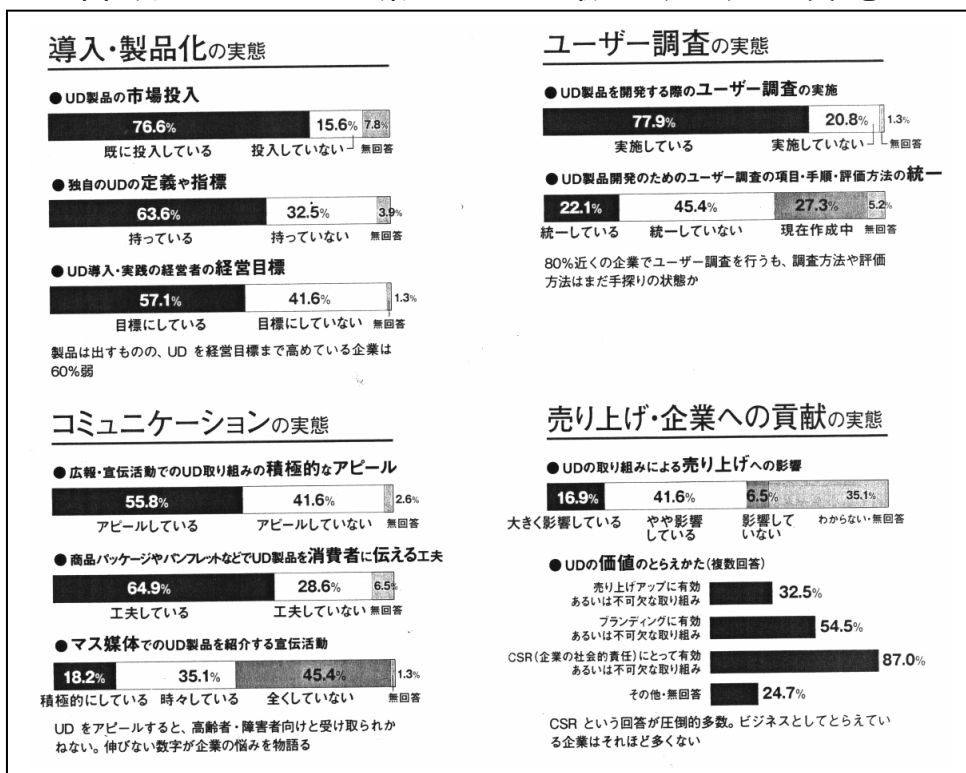 導入・製品化の実態
●UD製品の市場投入
76.6% 15.6% 7.8%
既に投入している 投入していない 無回答
●独自のUDの定義や指標
63.6% 32.5% 3.9%
持っている 持っていない 無回答
●UD導入・実践の経営者の経営目標
57.1% 41.6% 1.3%
目標にしている 目標にしていない 無回答
製品は出すものの、UD を経営目標まで高めている企業は
60%弱
ユーザー調査の実態
●UD製品を開発する際のユーザー調査の実施
77.9% 20.8% 1.3%
実施している 実施していない 無回答
●UD製品開発のためのユーザー調査の項目・手順・評価方法の統一
22.1% 45.4% 27.3% 5.2%
統一している 統一していない 現在作成中 無回答
80%近くの企業でユーザー調査を行うも、調査方法や評価
方法はまだ手探りの状態か
コミュニケーションの実態
●広報・宣伝活動でのUD取り組みの積極的なアピール
55.8% 41.6% 2.6%
アピールしている アピールしていない 無回答
●商品パッケージやパンフレットなどでUD製品を消費者に伝える工夫
64.9% 28.6% 6.5%
工夫している 工夫していない 無回答
●マス媒体でのUD製品を紹介する宣伝活動
18.2% 35.1% 45.4% 1.3%
積極的にしている 時々している 全くしていない 無回答
UD をアピールすると、高齢者・障害者向けと受け取られか
ねない。伸びない数字が企業の悩みを物語る
売り上げ・企業への貢献の実態
●UDの取り組みによる売り上げへの影響
16.9% 41.6% 6.5% 35.1%
大きく影響している やや影響 影響して わからない・無回答
している いない
●UDの価値のとらえかた(複数回答)
売り上げアップに有効
あるいは不可欠な取り組み 32.5%
ブランディングに有効
あるいは不可欠な取り組み 54.5%
CSR(企業の社会的責任)にとって有効
あるいは不可欠な取り組み 87.0%
その他・無回答 24.7%
CSR という回答が圧倒的多数。ビジネスとしてとらえてい
る企業はそれほど多くない